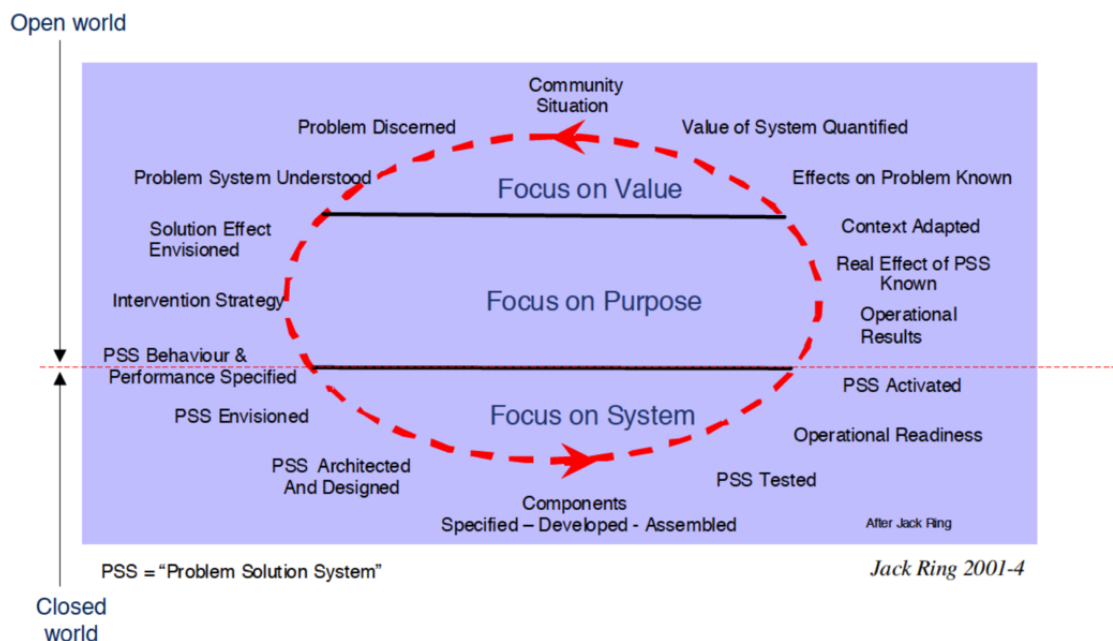 Open world
Community
Situation
Problem Discerned
Value of System Quantified
Problem System Understood
Focus on Value
Effects on Problem Known
Solution Effect
Envisioned
Context Adapted
Real Effect of PSS
Known
Intervention Strategy
Focus on Purpose
Operational
Results
PSS Behaviour &
Performance Specified
PSS Activated
PSS Envisioned
Focus on System
Operational Readiness
PSS Architected
And Designed
PSS Tested
Components
Specified – Developed - Assembled
After Jack Ring
PSS = “Problem Solution System”
Jack Ring 2001-4
Closed
world